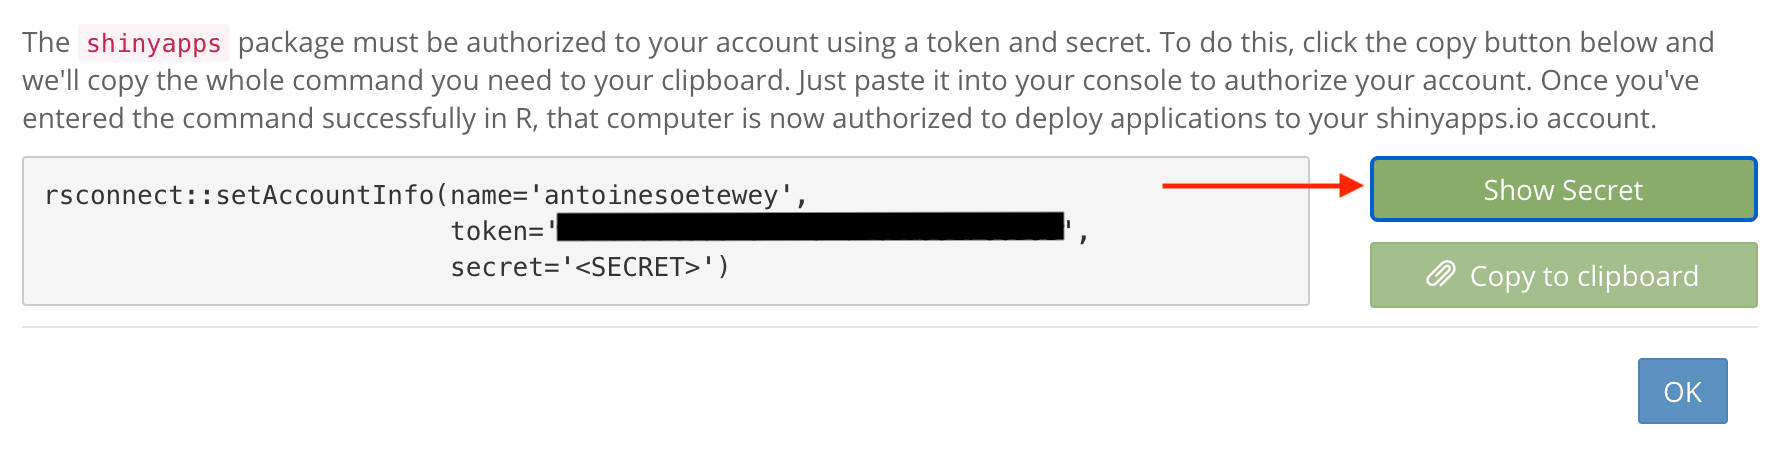 The shinyapps package must be authorized to your account using a token and secret. To do this, click the copy button below and
we'll copy the whole command you need to your clipboard. Just paste it into your console to authorize your account. Once you've
entered the command successfully in R, that computer is now authorized to deploy applications to your shinyapps.io account.
rsconnect::setAccountInfo(name='antoinesoetewey',
token='',
secret='<SECRET>')
Show Secret
Copy to clipboard
OK